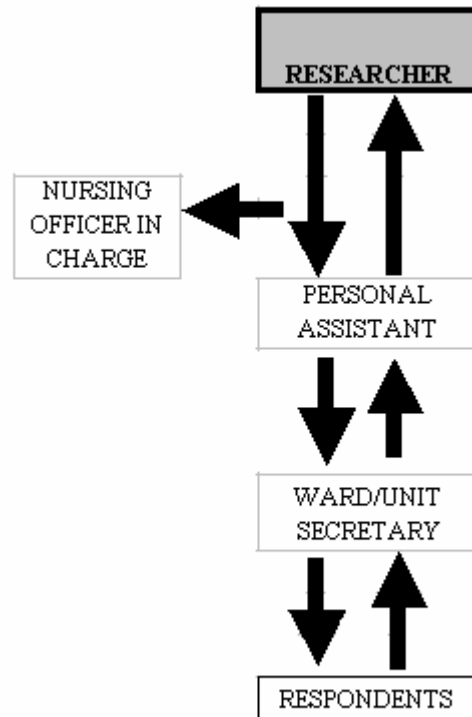 RESEARCHER
NURSING
OFFICER IN
CHARGE
PERSONAL
ASSISTANT
WARD/UNIT
SECRETARY
RESPONDENTS